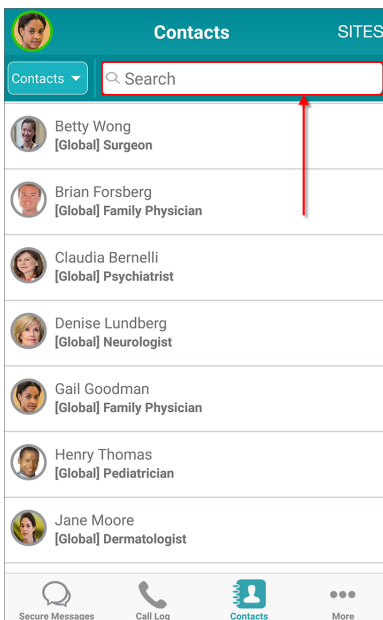 Contacts SITES
Contacts Search
Betty Wong
[Global] Surgeon
Brian Forsberg
[Global] Family Physician
Claudia Bernelli
[Global] Psychiatrist
Denise Lundberg
[Global] Neurologist
Gail Goodman
[Global] Family Physician
Henry Thomas
[Global] Pediatrician
Jane Moore
[Global] Dermatologist
Secure Messages Call Log Contacts More